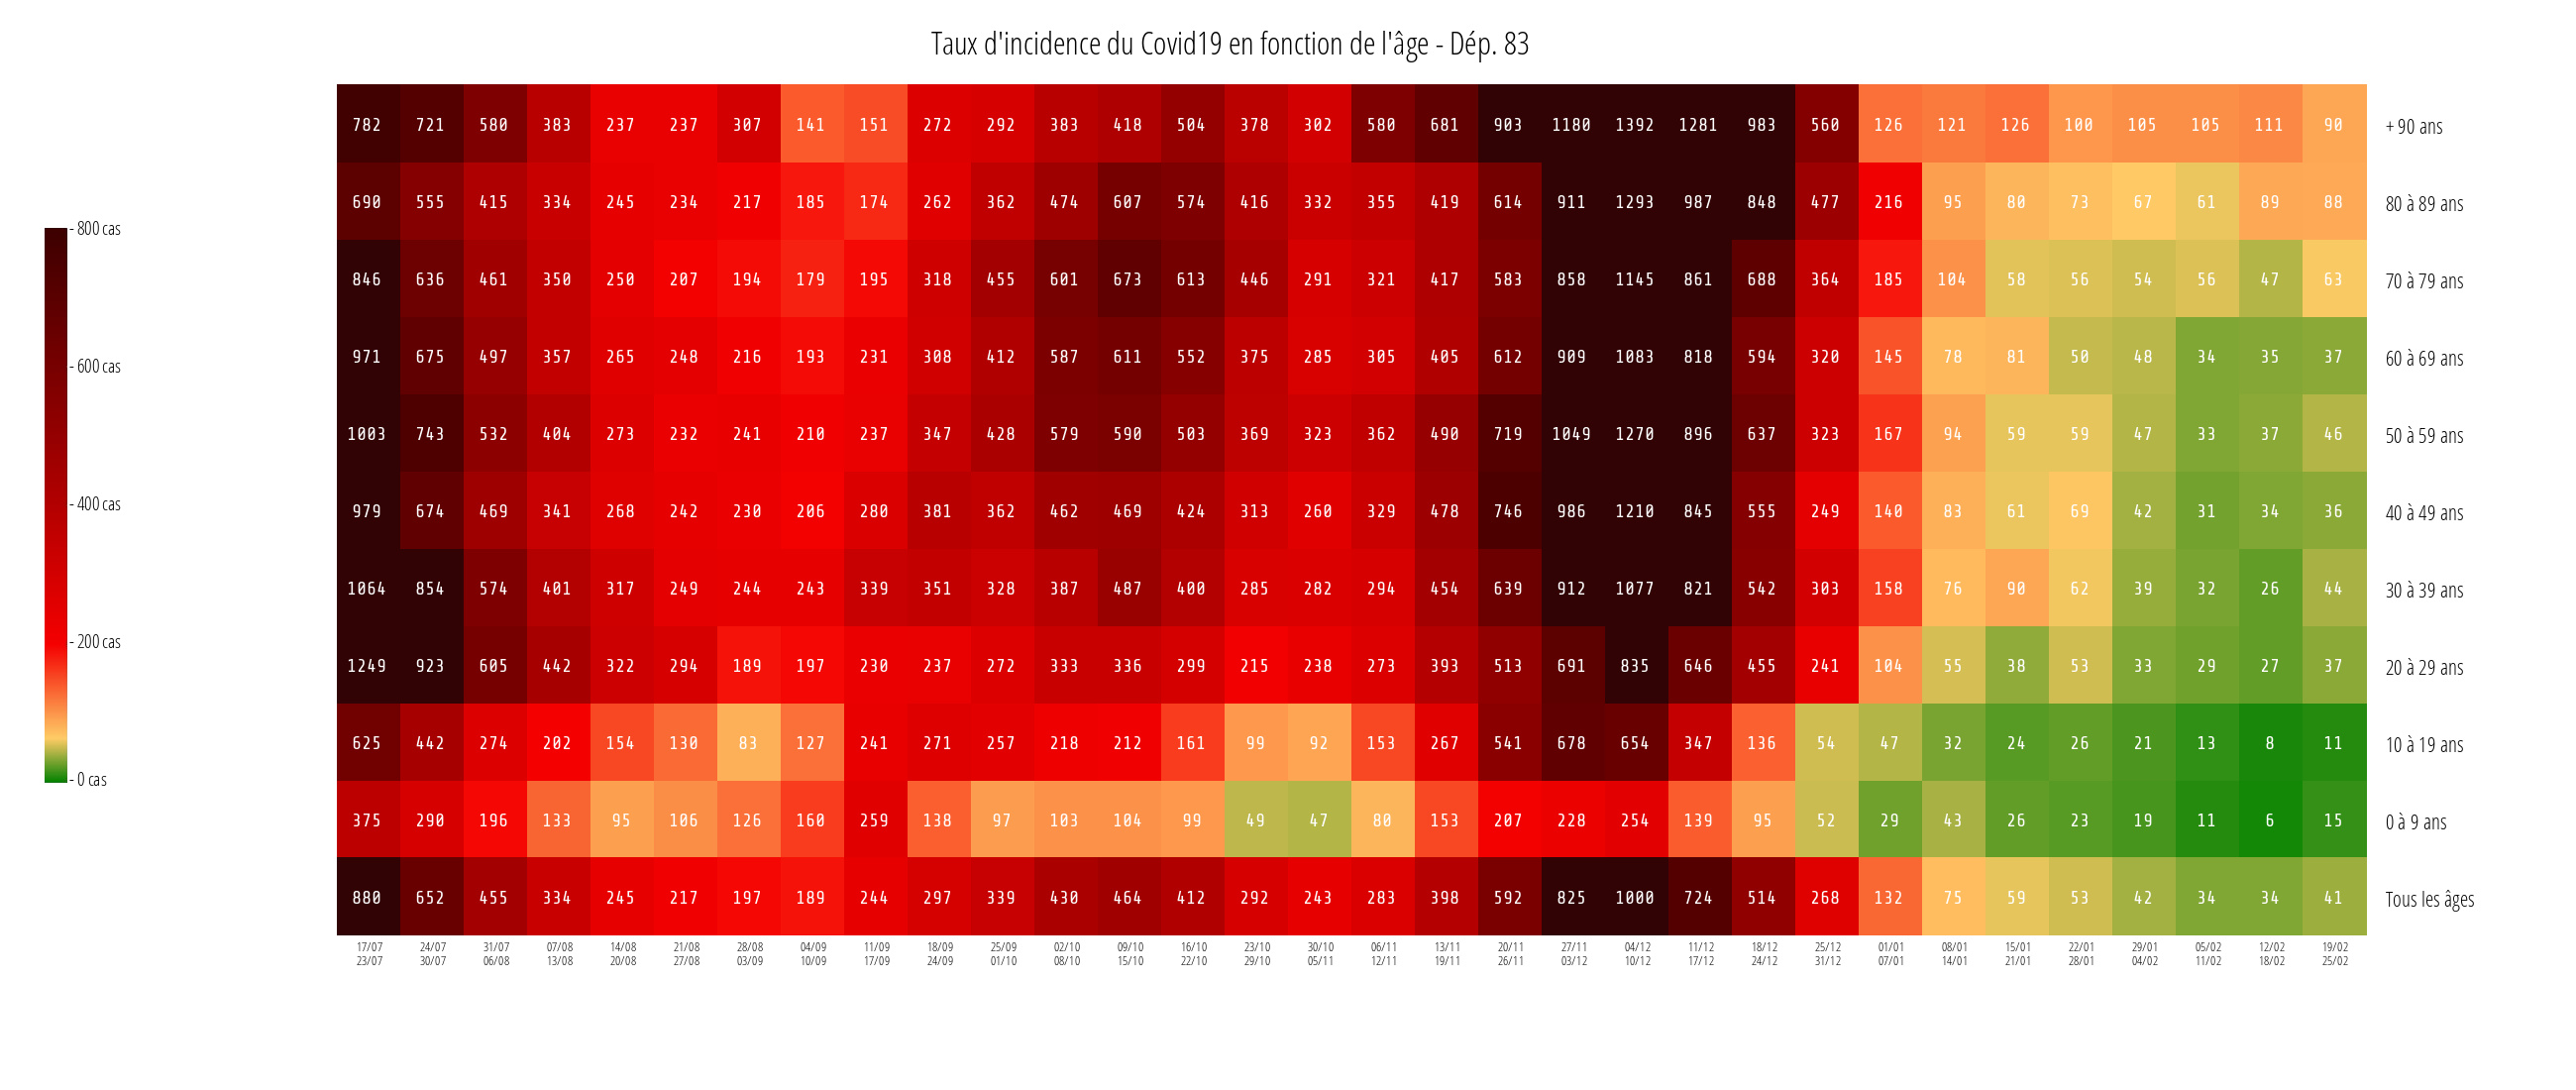 Taux d'incidence du Covid19 en fonction de l'âge - Dép. 83
782 721 580 383 237 237 307 141 151 272 292 383 418 504 378 302 580 681 903 1180 1392 1281 983 560 126 121 126 100 105 105 111 90 + 90 ans
690 555 415 334 245 234 217 185 174 262 362 474 607 574 416 332 355 419 614 911 1293 987 848 477 216 95 80 73 67 61 89 88 80 à 89 ans
- 800 cas
846 636 461 350 250 207 194 179 195 318 455 601 673 613 446 291 321 417 583 858 1145 861 688 364 185 104 58 56 54 56 47 63 70 à 79 ans
971 675 497 357 265 248 216 193 231 308 412 587 611 552 375 285 305 405 612 909 1083 818 594 320 145 78 81 50 48 34 35 37 60 à 69 ans
- 600 cas
1003 743 532 404 273 232 241 210 237 347 428 579 590 503 369 323 362 490 719 1049 1270 896 637 323 167 94 59 59 47 33 37 46 50 à 59 ans
- 400 cas
979 674 469 341 268 242 230 206 280 381 362 462 469 424 313 260 329 478 746 986 1210 845 555 249 140 83 61 69 42 31 34 36 40 à 49 ans
1064 854 574 401 317 249 244 243 339 351 328 387 487 400 285 282 294 454 639 912 1077 821 542 303 158 76 90 62 39 32 26 44 30 à 39 ans
- 200 cas
1249 923 605 442 322 294 189 197 230 237 272 333 336 299 215 238 273 393 513 691 835 646 455 241 104 55 38 53 33 29 27 37 20 à 29 ans
625 442 274 202 154 130 83 127 241 271 257 218 212 161 99 92 153 267 541 678 654 347 136 54 47 32 24 26 21 13 8 11 10 à 19 ans
- 0 cas
375 290 196 133 95 106 126 160 259 138 97 103 104 99 49 47 80 153 207 228 254 139 95 52 29 43 26 23 19 11 6 15 0 à 9 ans
880 652 455 334 245 217 197 189 244 297 339 430 464 412 292 243 283 398 592 825 1000 724 514 268 132 75 59 53 42 34 34 41 Tous les âges
17/07 24/07 31/07 07/08 14/08 21/08 28/08 04/09 11/09 18/09 25/09 02/10 09/10 16/10 23/10 30/10 06/11 13/11 20/11 27/11 04/12 11/12 18/12 25/12 01/01 08/01 15/01 22/01 29/01 05/02 12/02 19/02
23/07 30/07 06/08 13/08 20/08 27/08 03/09 10/09 17/09 24/09 01/10 08/10 15/10 22/10 29/10 05/11 12/11 19/11 26/11 03/12 10/12 17/12 24/12 31/12 07/01 14/01 21/01 28/01 04/02 11/02 18/02 25/02